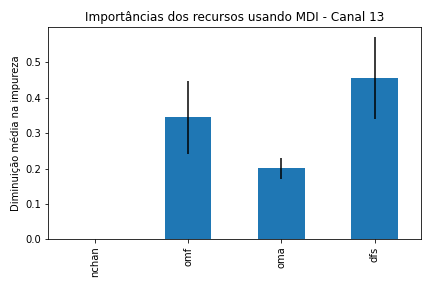 Importâncias dos recursos usando MDI - Canal 13
Diminuição média na impureza
0.5
0.4
0.3
0.2
0.1
0.0
nchan
omf
oma
dfs